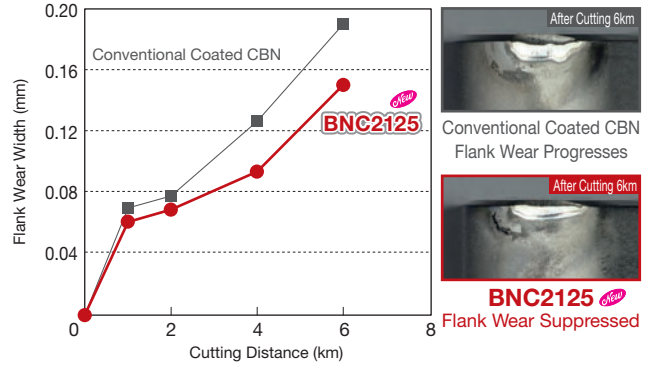 0.20
0.16
0.12
0.08
0.04
0
2
4
6
8
Flank Wear Width (mm)
Cutting Distance (km)
Conventional Coated CBN
New
BNC2125
After Cutting 6km
Conventional Coated CBN
Flank Wear Progresses
After Cutting 6km
BNC2125 New
Flank Wear Suppressed